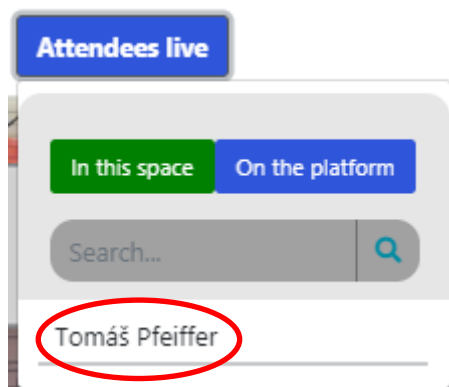 Attendees live
In this space On the platform
Search...
Tomáš Pfeiffer